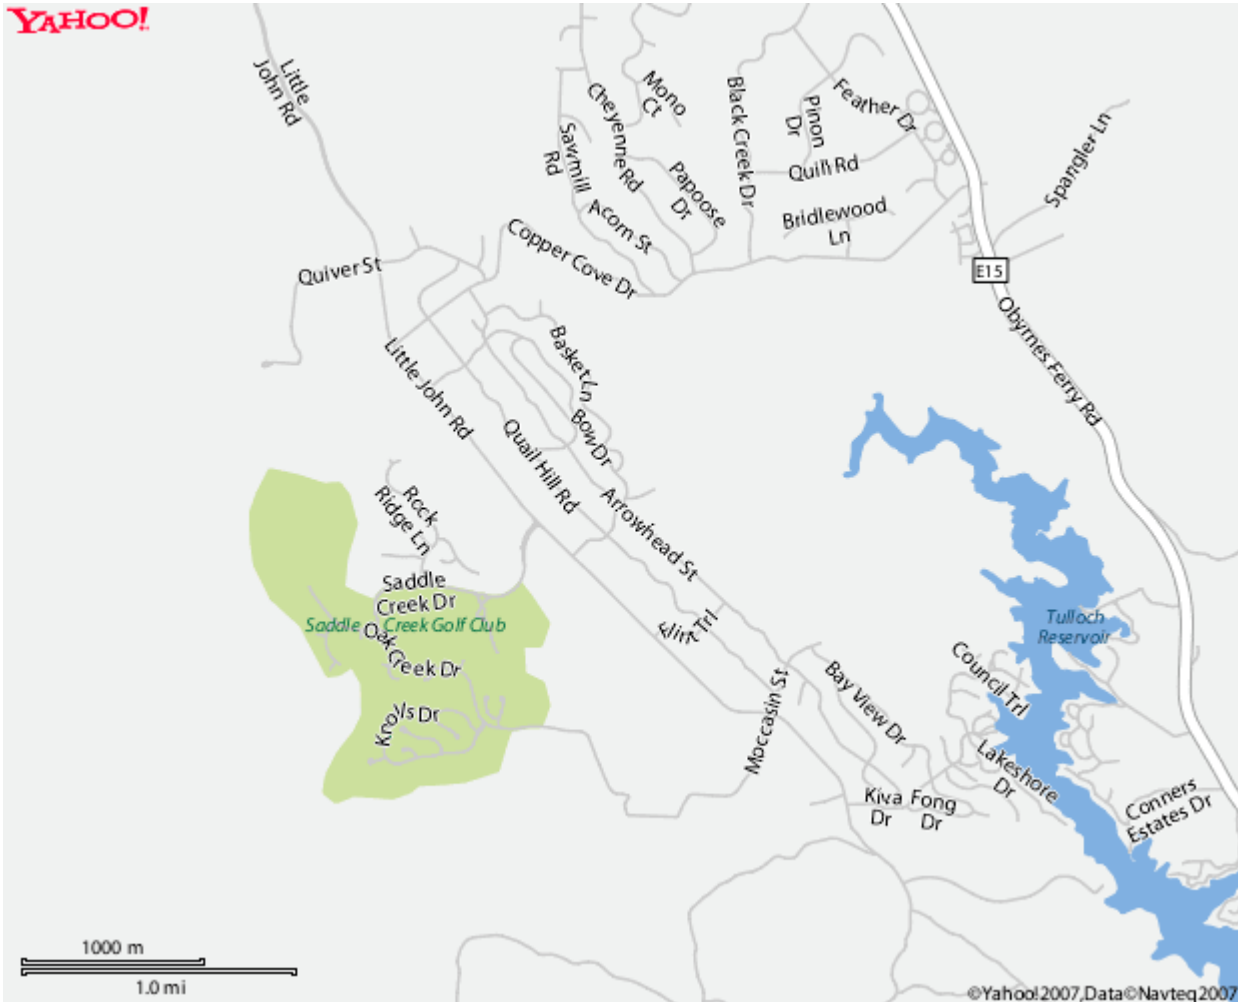 YAHOO!
Little
John Rd
Mono
Ct
Cheyenne Rd
Sawmill
Rd
Papoose
Dr
Acorn St
Copper Cove Dr
Black Creek Dr
Pinon
Dr
Feather Dr
Quill Rd
Bridlewood
Ln
Spangler Ln
E15
Obyrnes Ferry Rd
Quiver St
Little John Rd
Basket Ln
Bow Dr
Quail Hill Rd
Arrowhead St
Rock
Ridge Ln
Saddle
Creek Dr
Saddle Creek Golf Club
Oak
Creek Dr
Knolls Dr
Flint Trl
Moccasin St
Bay View Dr
Council Trl
Tulloch
Reservoir
Lakeshore
Dr
Kiva
Dr
Fong
Dr
Conners
Estates Dr
1000 m
1.0 mi
©Yahoo!2007,Data©Navteq2007